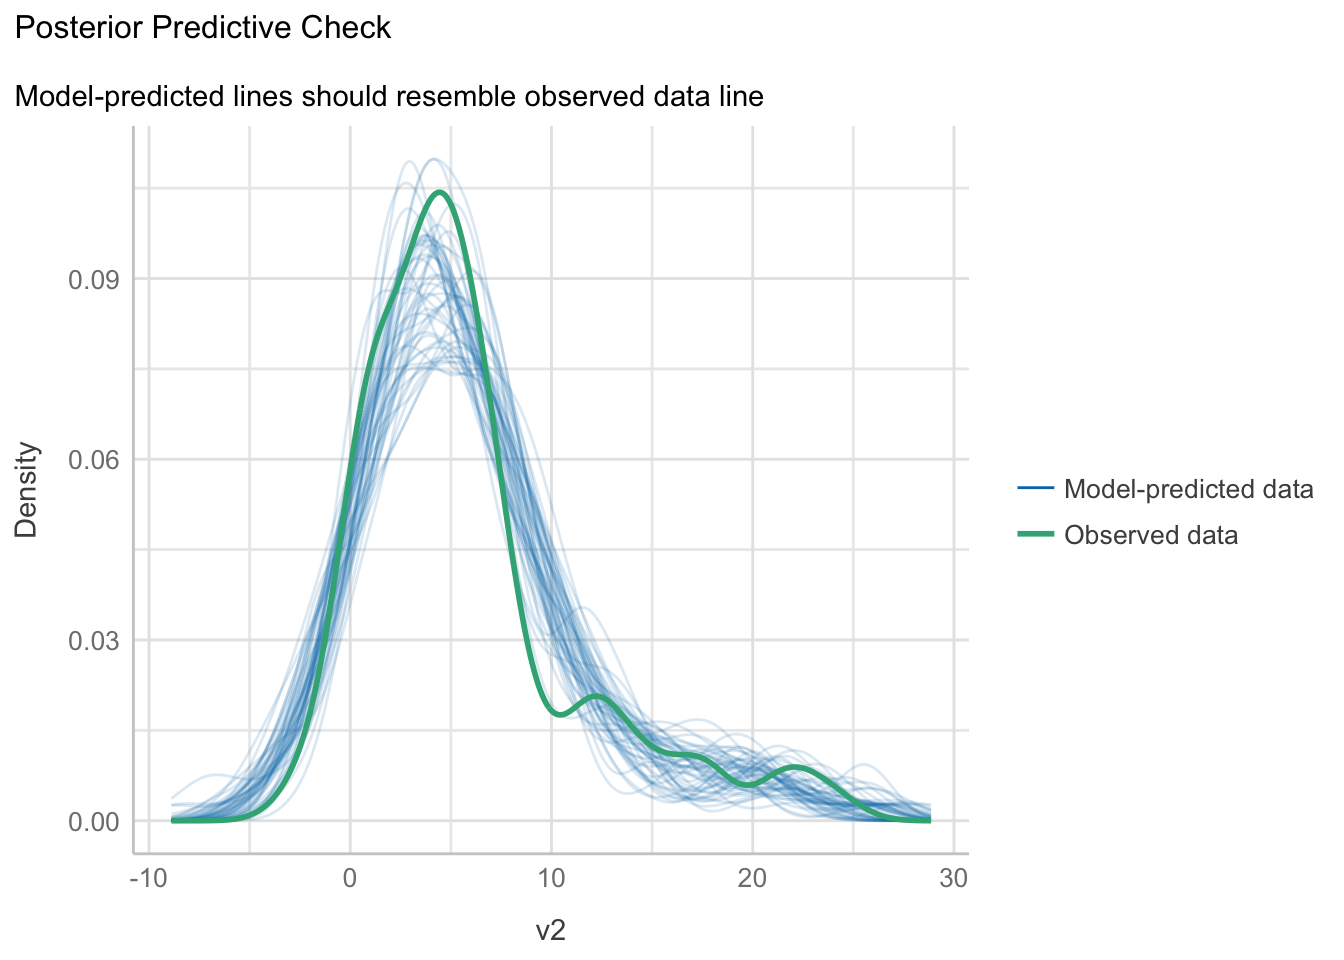 Posterior Predictive Check
Model-predicted lines should resemble observed data line
Density
0.09
0.06
0.03
0.00
-10 0 10 20 30
v2
Model-predicted data
Observed data